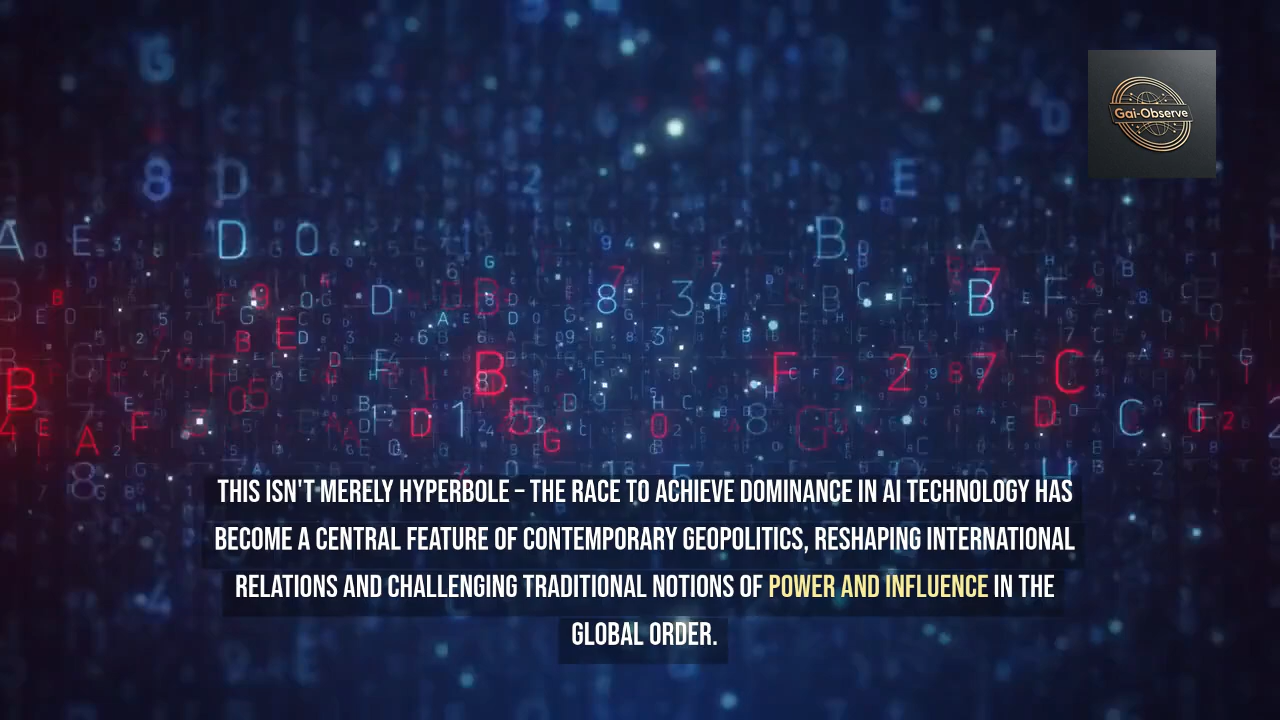 Gai-Observe
THIS ISN'T MERELY HYPERBOLE – THE RACE TO ACHIEVE DOMINANCE IN AI TECHNOLOGY HAS
BECOME A CENTRAL FEATURE OF CONTEMPORARY GEOPOLITICS, RESHAPING INTERNATIONAL
RELATIONS AND CHALLENGING TRADITIONAL NOTIONS OF POWER AND INFLUENCE IN THE
GLOBAL ORDER.